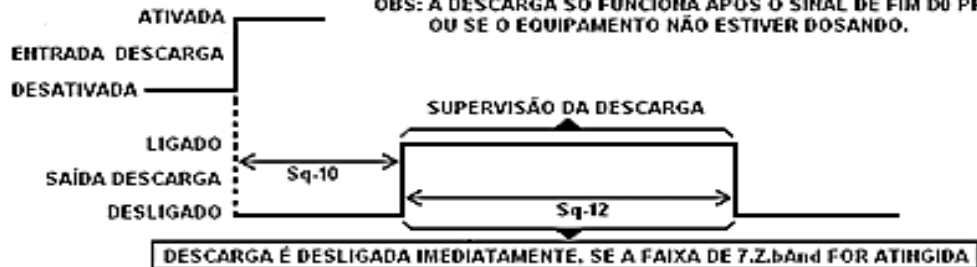 OBS: A DESCARGA SO FUNCIONA APOS O SINAL DE FIM DO
OU SE O EQUIPAMENTO NÃO ESTIVER DOSANDO.
ATIVADA
ENTRADA DESCARGA
DESATIVADA
SUPERVISÃO DA DESCARGA
LIGADO
Sq-10
SAÍDA DESCARGA
Sq-12
DESLIGADO
DESCARGA É DESLIGADA IMEDIATAMENTE, SE A FAIXA DE 7.Z.bAnd FOR ATINGIDA